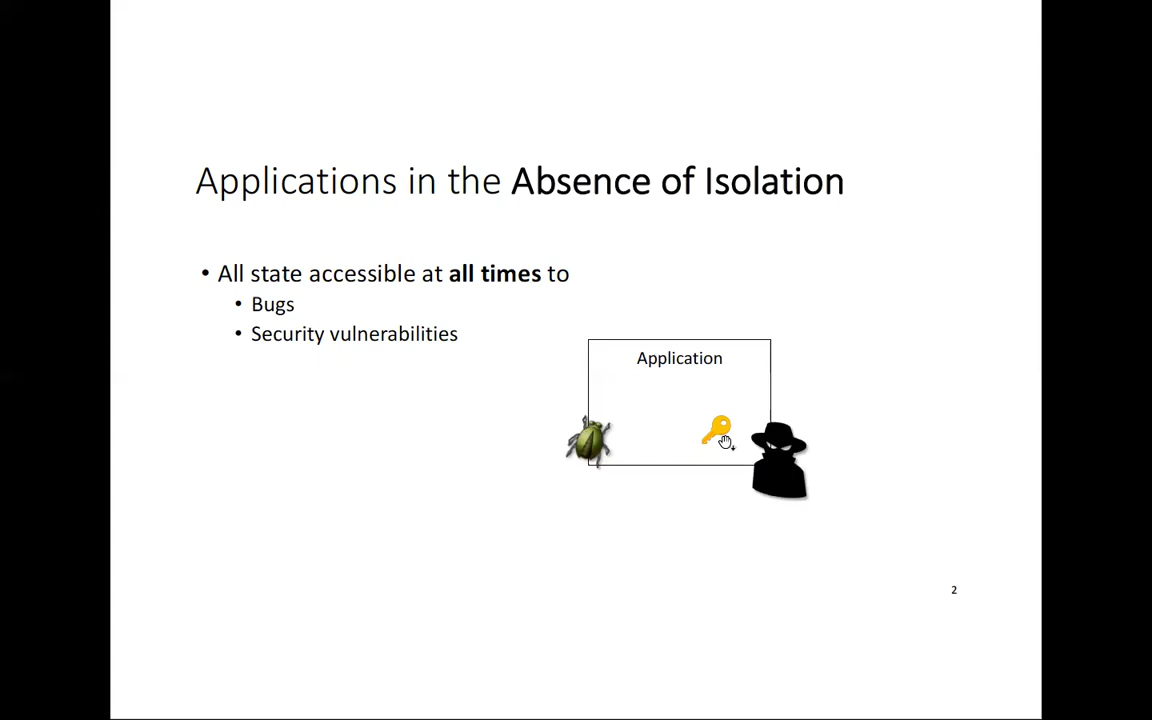 Applications in the Absence of Isolation
• All state accessible at all times to
• Bugs
• Security vulnerabilities
Application
2